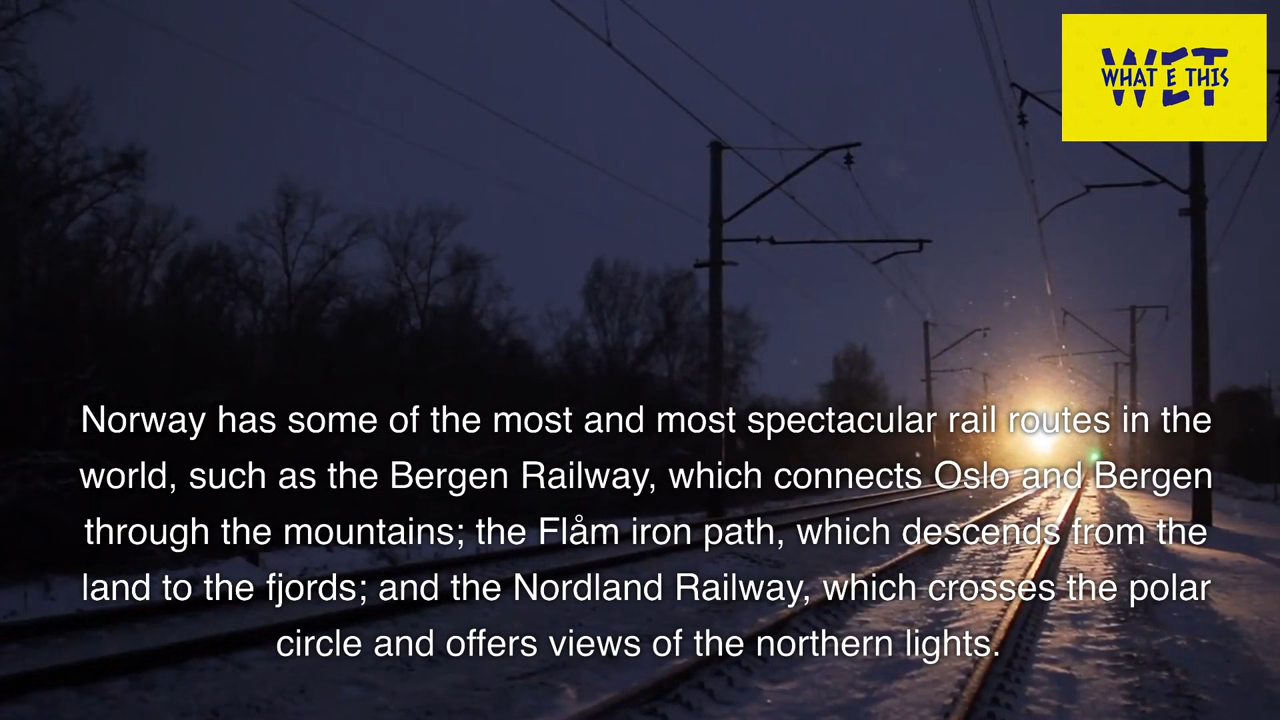 WET
WHAT E THIS
Norway has some of the most and most spectacular rail routes in the
world, such as the Bergen Railway, which connects Oslo and Bergen
through the mountains; the Flåm iron path, which descends from the
land to the fjords; and the Nordland Railway, which crosses the polar
circle and offers views of the northern lights.